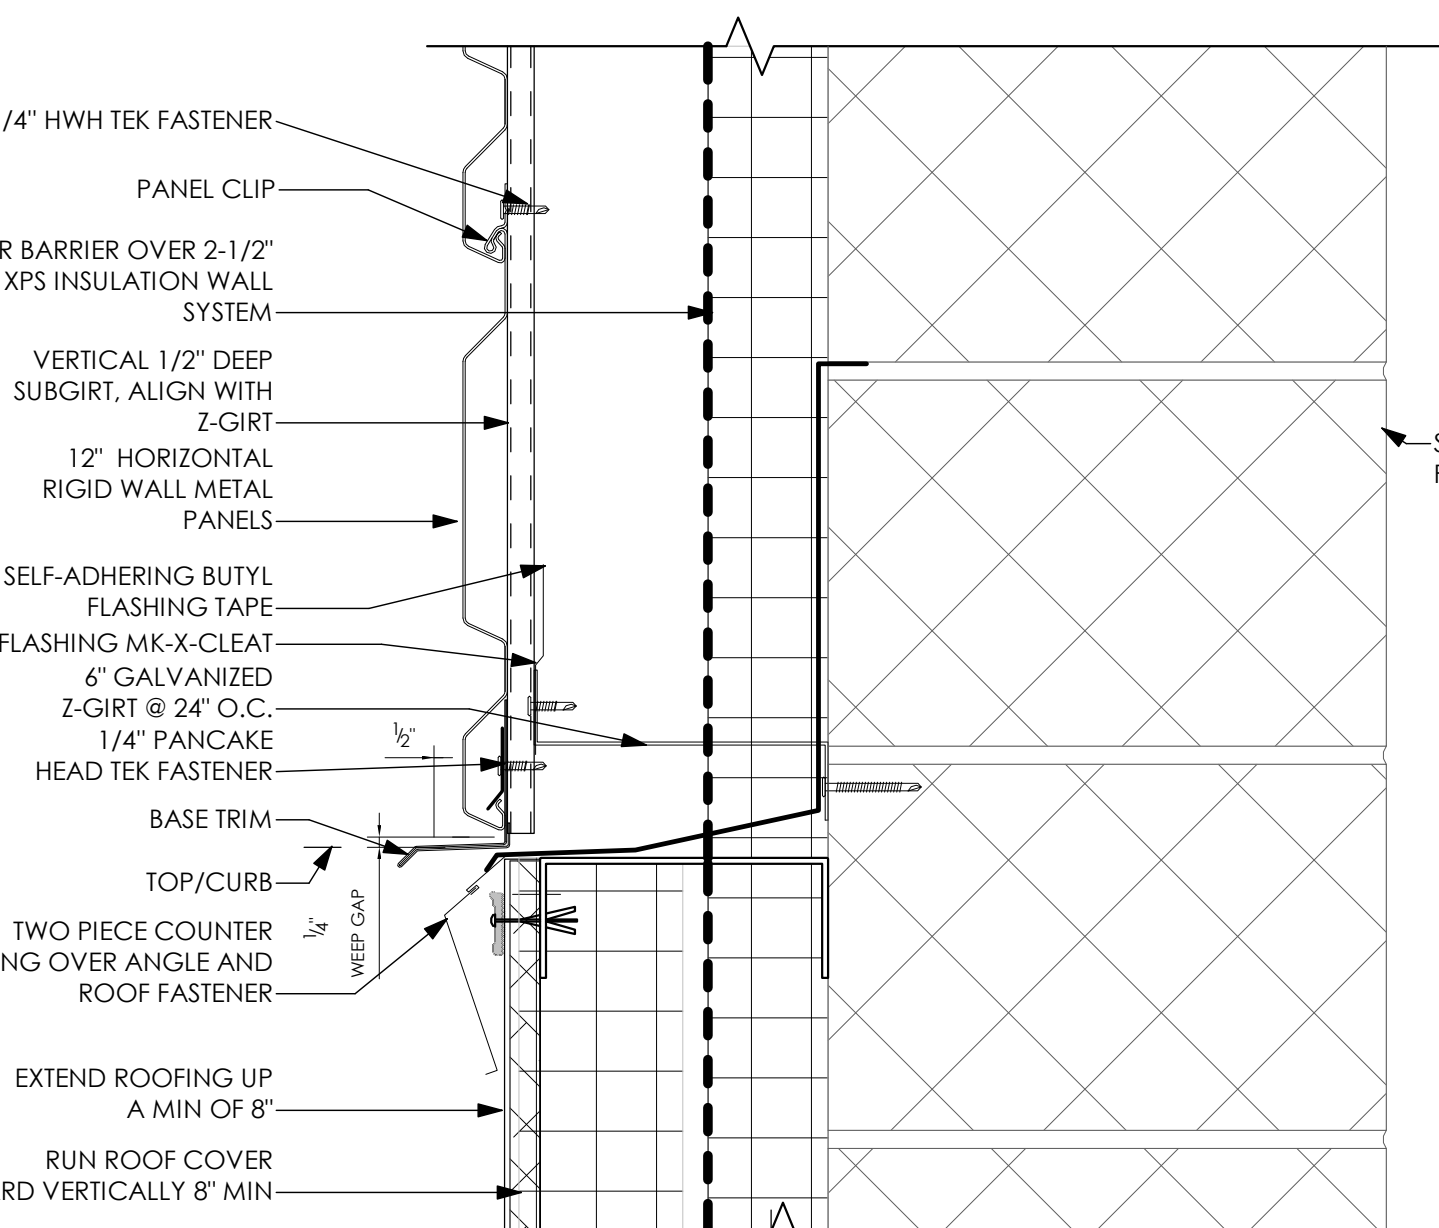 /4" HWH TEK FASTENER
PANEL CLIP
R BARRIER OVER 2-1/2"
XPS INSULATION WALL
SYSTEM
VERTICAL 1/2" DEEP
SUBGIRT, ALIGN WITH
Z-GIRT
12" HORIZONTAL
RIGID WALL METAL
PANELS
SELF-ADHERING BUTYL
FLASHING TAPE
FLASHING MK-X-CLEAT
6" GALVANIZED
Z-GIRT @ 24" O.C.
1/4" PANCAKE
HEAD TEK FASTENER
1/2"
BASE TRIM
TOP/CURB
1/4"
WEEP GAP
TWO PIECE COUNTER
NG OVER ANGLE AND
ROOF FASTENER
EXTEND ROOFING UP
A MIN OF 8"
RUN ROOF COVER
RD VERTICALLY 8" MIN